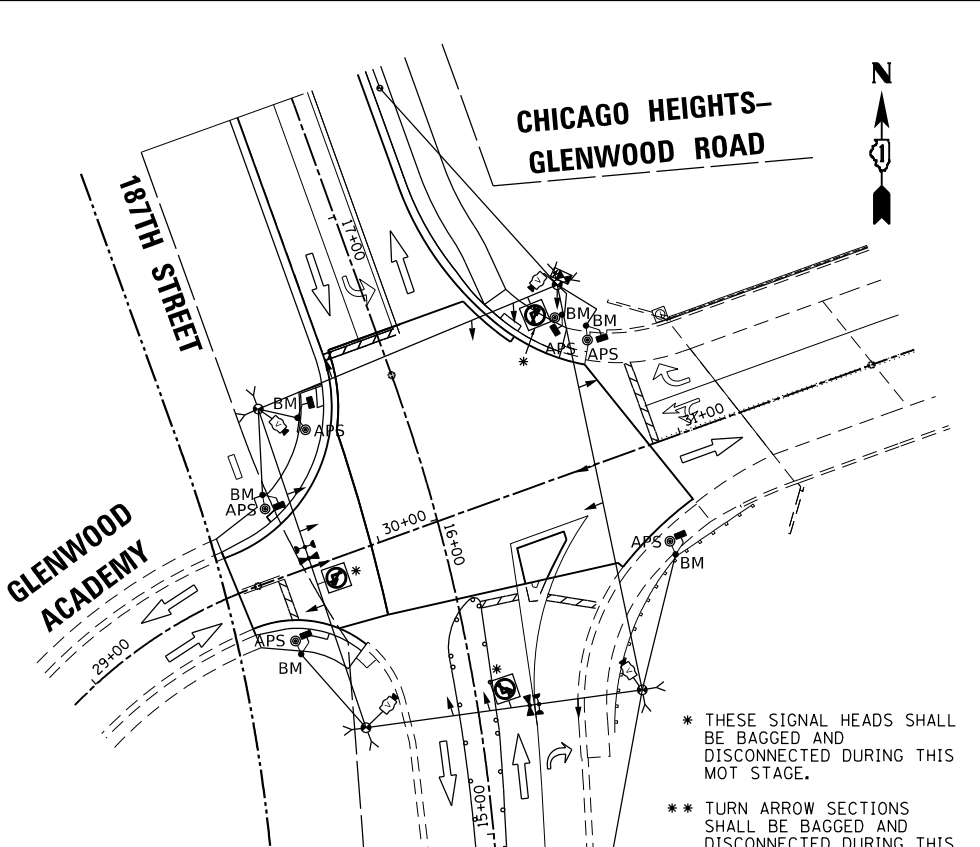 N
CHICAGO HEIGHTS–
GLENWOOD ROAD
187TH STREET
17+00
BM
BM
APS
APS
*
BM
APS
31+00
BM
APS
30+00
16+00
APS
BM
GLENWOOD
ACADEMY
*
29+00
APS
BM
*
15+00
* THESE SIGNAL HEADS SHALL
BE BAGGED AND
DISCONNECTED DURING THIS
MOT STAGE.
** TURN ARROW SECTIONS
SHALL BE BAGGED AND
DISCONNECTED DURING THIS